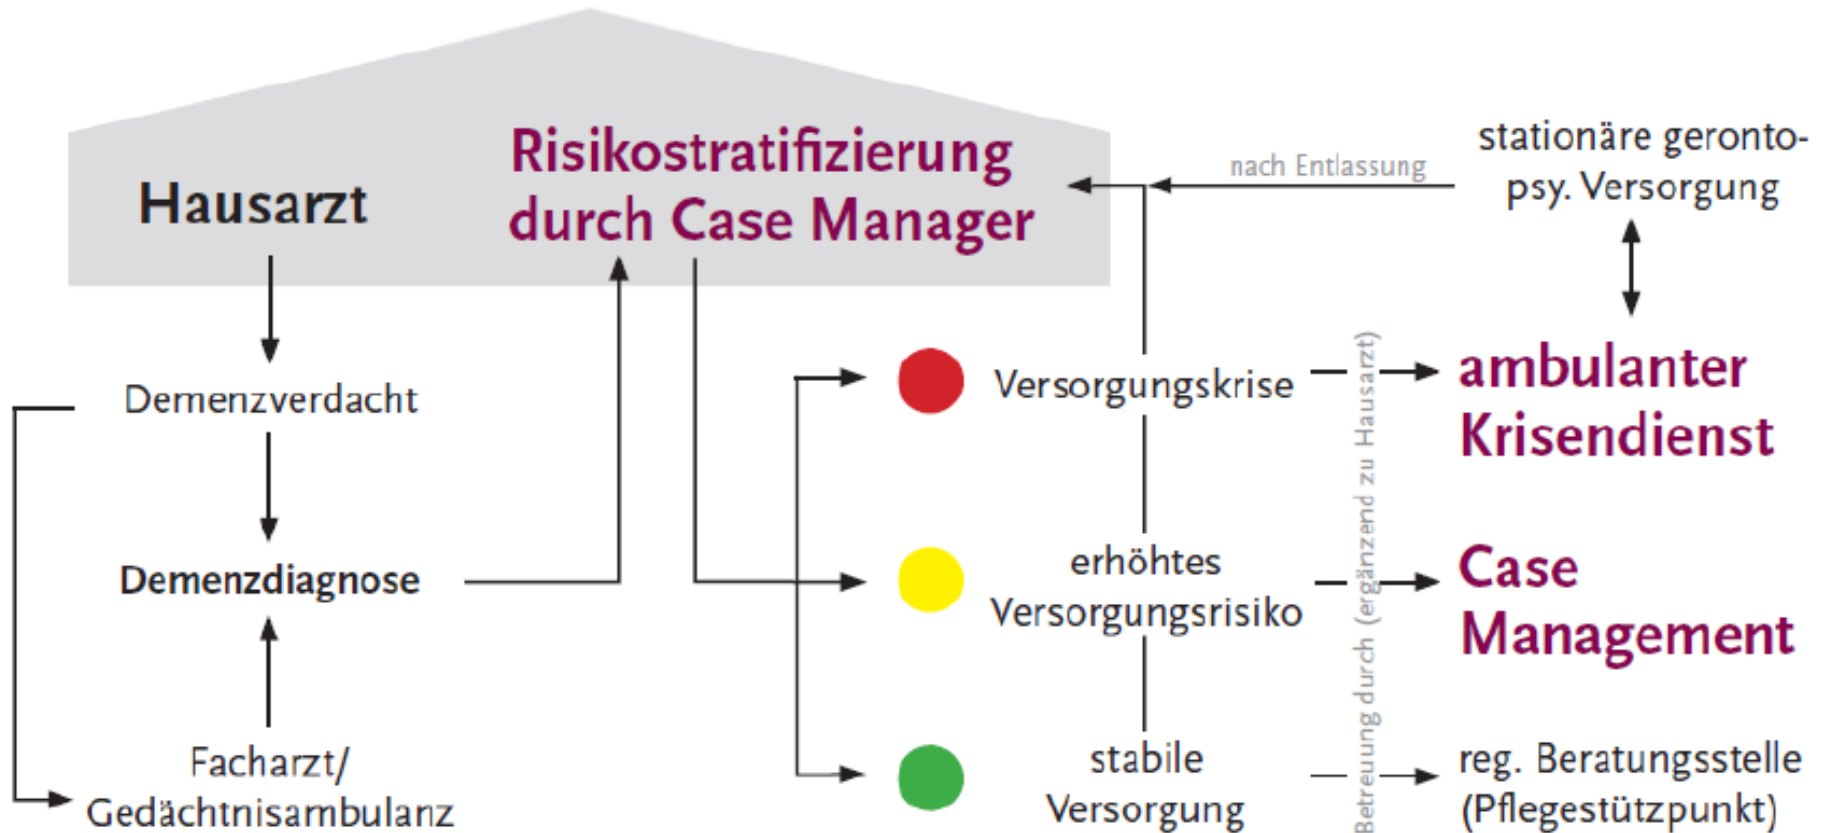 Hausarzt
Risikostratifizierung
durch Case Manager
nach Entlassung
stationäre geronto-
psy. Versorgung
Demenzverdacht
Demenzdiagnose
Facharzt/
Gedächtnisambulanz
Versorgungskrise
erhöhtes
Versorgungsrisiko
stabile
Versorgung
Betreuung durch (ergänzend zu Hausarzt)
ambulanter
Krisendienst
Case
Management
reg. Beratungsstelle
(Pflegestützpunkt)